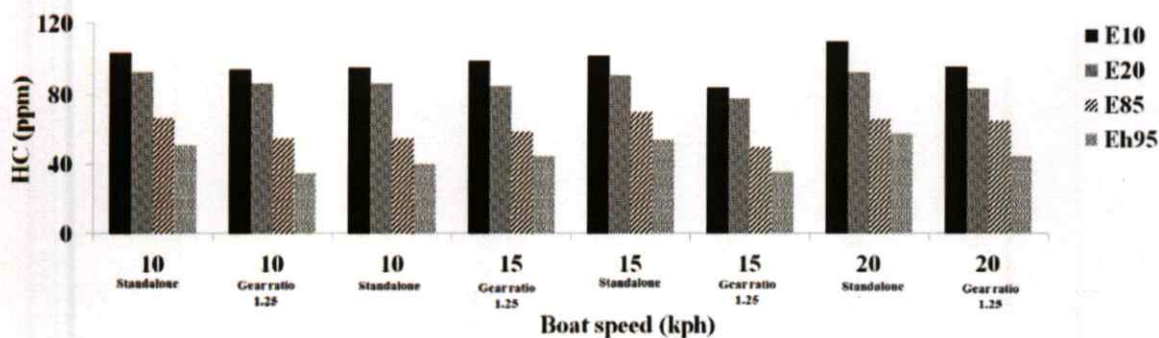 120
80
40
0
HC (ppm)
E10
E20
E85
Eh95
10 10 10 15 15 15 20 20
Standalone Gear ratio Standalone Gear ratio Standalone Gear ratio Standalone Gear ratio
1.25 1.25 1.25 1.25
Boat speed (kph)